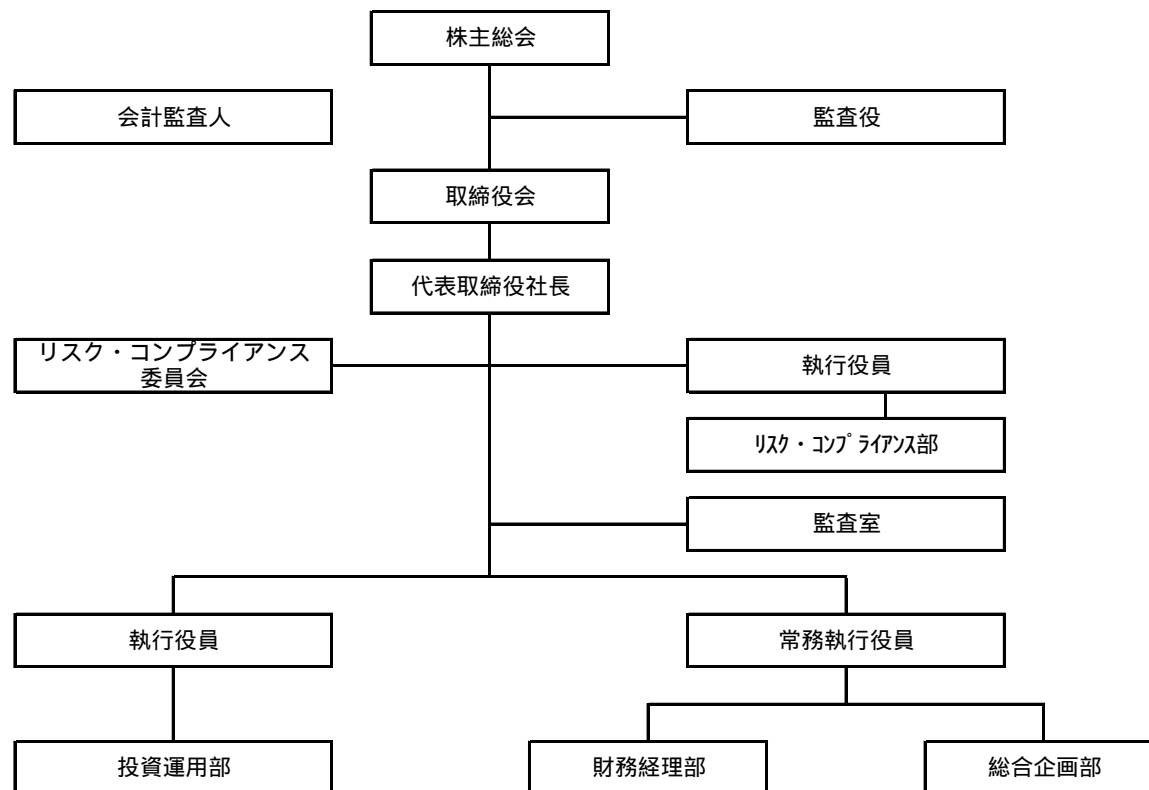 株主総会
会計監査人
監査役
取締役会
代表取締役社長
リスク・コンプライアンス
委員会
執行役員
ﾘｽｸ・ｺﾝﾌﾟﾗｲｱﾝｽ部
監査室
執行役員
常務執行役員
投資運用部
財務経理部
総合企画部